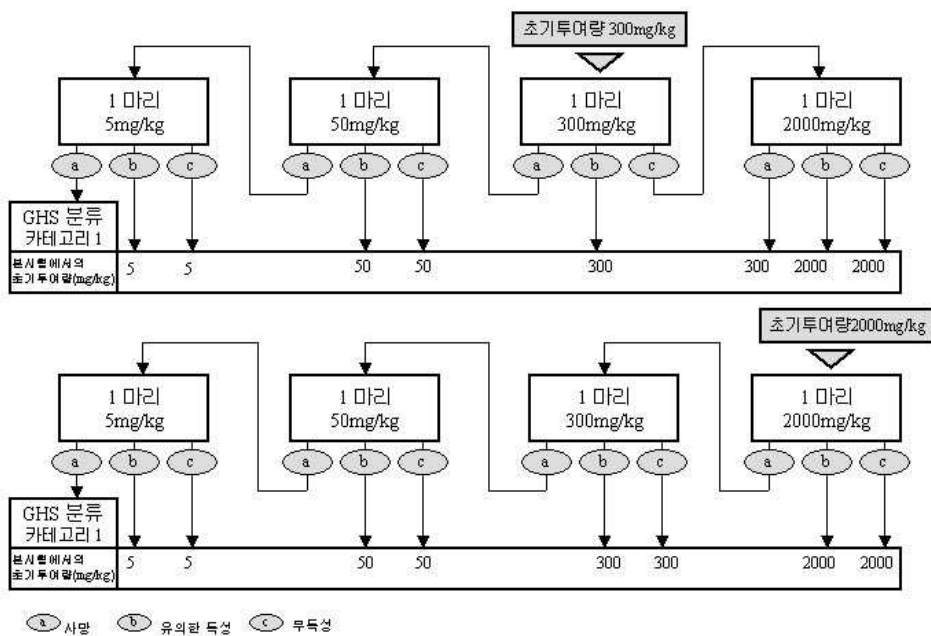 초기투여량 300mg/kg
1 마리
5mg/kg
1 마리
50mg/kg
1 마리
300mg/kg
1 마리
2000mg/kg
a b c a b c a b c a b c
GHS 분류
카테고리 1
본시험에서의
초기투여량(mg/kg)
5 5 50 50 300 300 2000 2000
초기투여량2000mg/kg
1 마리
5mg/kg
1 마리
50mg/kg
1 마리
300mg/kg
1 마리
2000mg/kg
a b c a b c a b c a b c
GHS 분류
카테고리 1
본시험에서의
초기투여량(mg/kg)
5 5 50 50 300 300 2000 2000
a 사망 b 유의한 독성 c 무독성